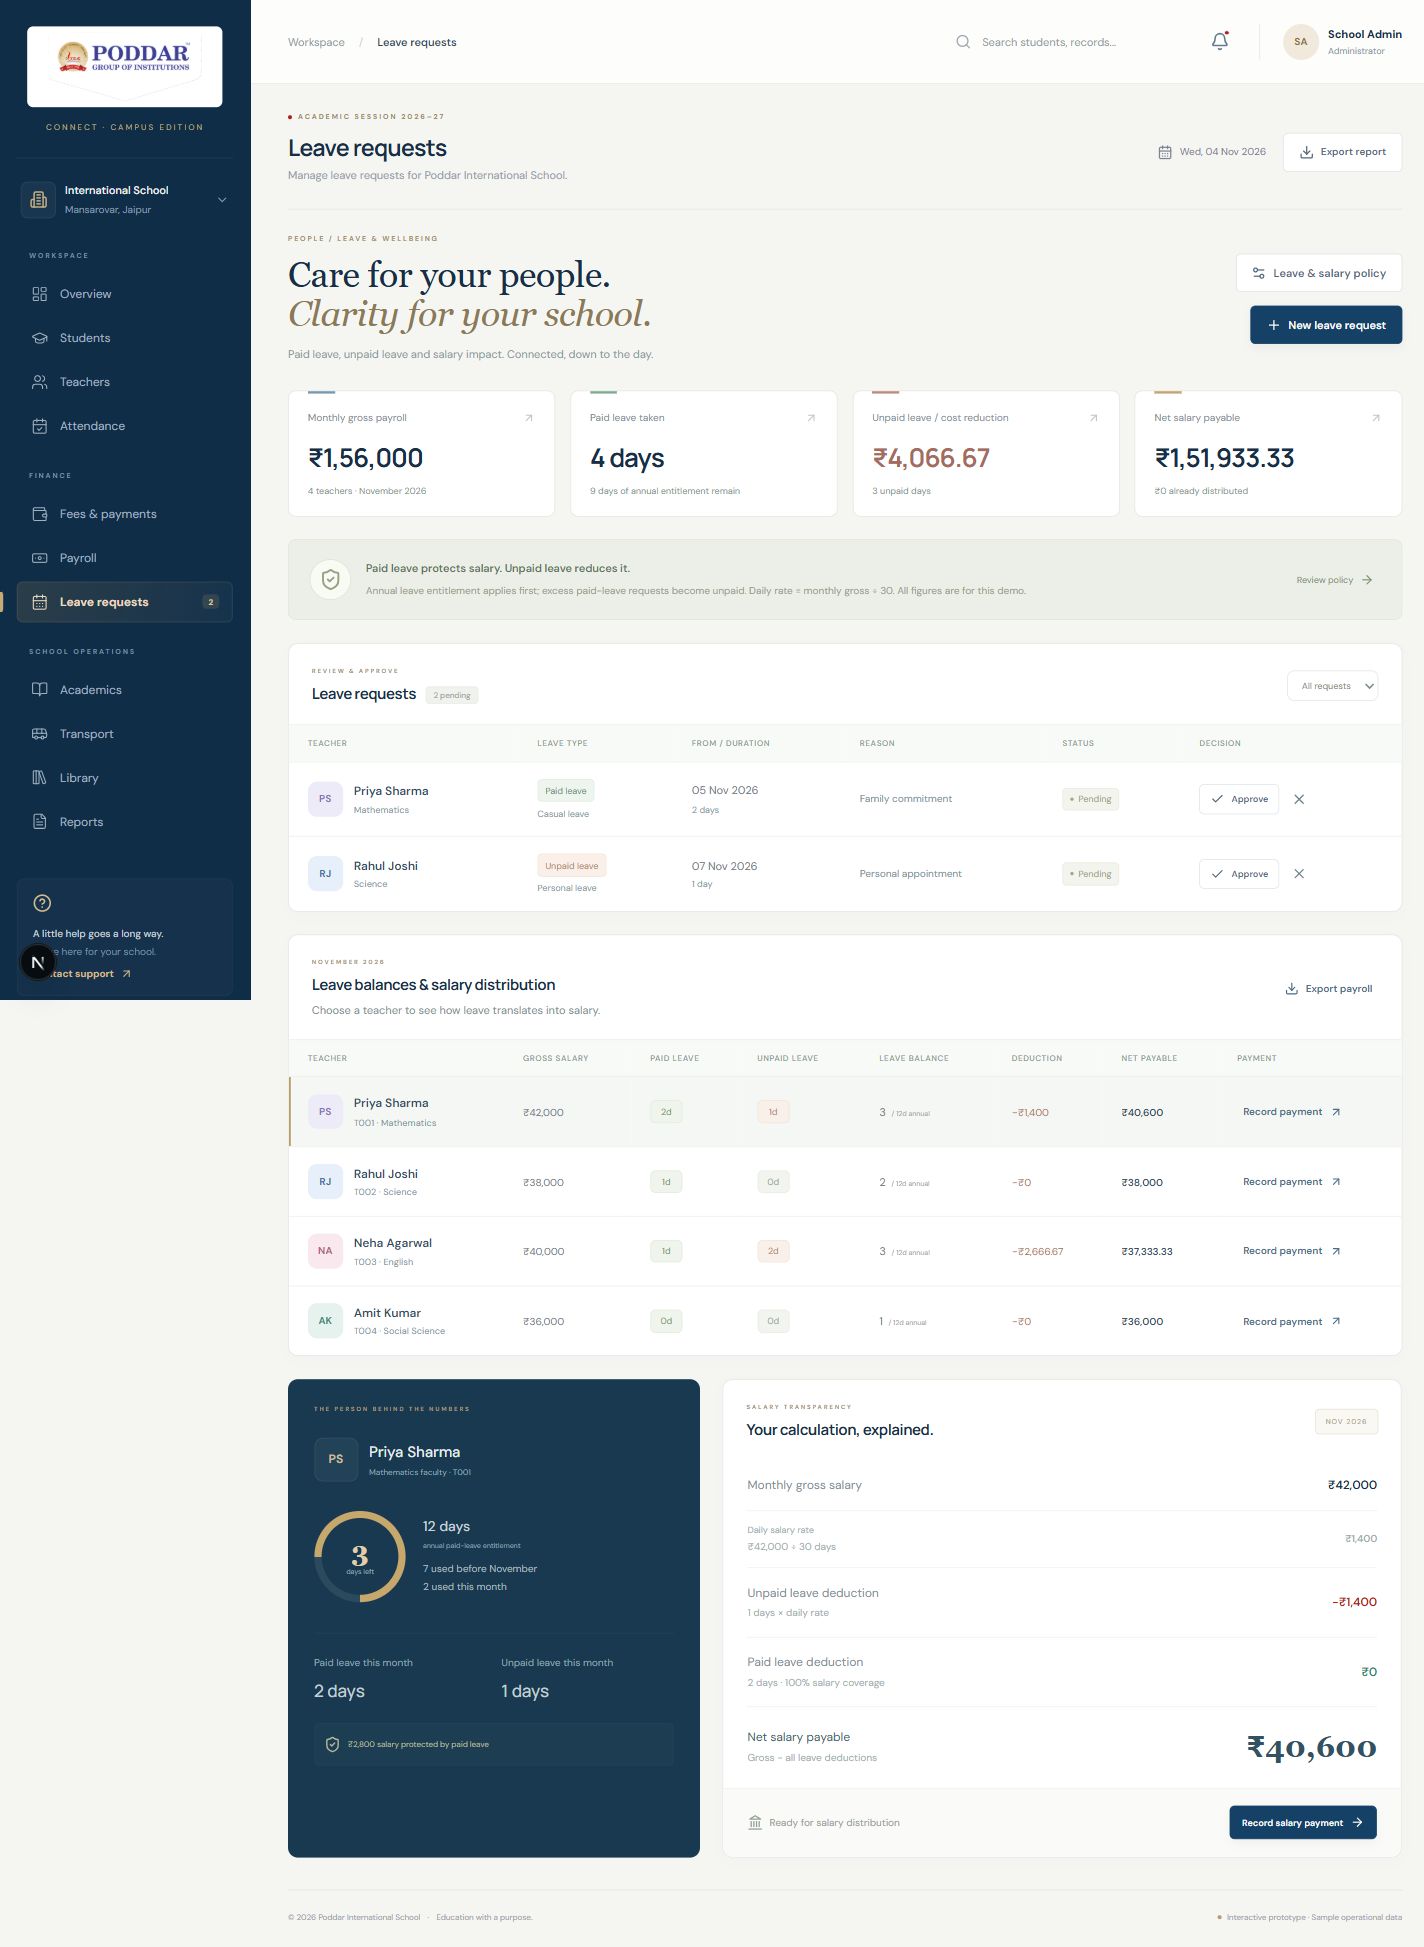 PODDAR
GROUP OF INSTITUTIONS
CONNECT · CAMPUS EDITION
International School
Mansarovar, Jaipur
WORKSPACE
Overview
Students
Teachers
Attendance
FINANCE
Fees & payments
Payroll
Leave requests 2
SCHOOL OPERATIONS
Academics
Transport
Library
Reports
A little help goes a long way.
here for your school.
support
N
Workspace / Leave requests
Search students, records...
SA
School Admin
Administrator
ACADEMIC SESSION 2026–27
Leave requests
Manage leave requests for Poddar International School.
Wed, 04 Nov 2026
Export report
PEOPLE / LEAVE & WELLBEING
Care for your people.
Clarity for your school.
Paid leave, unpaid leave and salary impact. Connected, down to the day.
Leave & salary policy
New leave request
Monthly gross payroll
₹1,56,000
4 teachers · November 2026
Paid leave taken
4 days
9 days of annual entitlement remain
Unpaid leave / cost reduction
₹4,066.67
3 unpaid days
Net salary payable
₹1,51,933.33
₹0 already distributed
Paid leave protects salary. Unpaid leave reduces it.
Annual leave entitlement applies first; excess paid-leave requests become unpaid. Daily rate = monthly gross ÷ 30. All figures are for this demo.
Review policy
REVIEW & APPROVE
Leave requests 2 pending
All requests
TEACHER LEAVE TYPE FROM / DURATION REASON STATUS DECISION
PS Priya Sharma Mathematics
Paid leave
Casual leave
05 Nov 2026
2 days
Family commitment
Pending
Approve
RJ Rahul Joshi Science
Unpaid leave
Personal leave
07 Nov 2026
1 day
Personal appointment
Pending
Approve
NOVEMBER 2026
Leave balances & salary distribution
Choose a teacher to see how leave translates into salary.
Export payroll
TEACHER GROSS SALARY PAID LEAVE UNPAID LEAVE LEAVE BALANCE DEDUCTION NET PAYABLE PAYMENT
PS Priya Sharma
T001 · Mathematics
₹42,000 2d 1d 3 / 12d annual −₹1,400 ₹40,600 Record payment
RJ Rahul Joshi
T002 · Science
₹38,000 1d 0d 2 / 12d annual −₹0 ₹38,000 Record payment
NA Neha Agarwal
T003 · English
₹40,000 1d 2d 3 / 12d annual −₹2,666.67 ₹37,333.33 Record payment
AK Amit Kumar
T004 · Social Science
₹36,000 0d 0d 1 / 12d annual −₹0 ₹36,000 Record payment
THE PERSON BEHIND THE NUMBERS
PS
Priya Sharma
Mathematics faculty · T001
3
days left
12 days
annual paid-leave entitlement
7 used before November
2 used this month
Paid leave this month
2 days
Unpaid leave this month
1 days
₹2,800 salary protected by paid leave
SALARY TRANSPARENCY
Your calculation, explained.
NOV 2026
Monthly gross salary ₹42,000
Daily salary rate
₹42,000 ÷ 30 days
₹1,400
Unpaid leave deduction
1 days × daily rate
−₹1,400
Paid leave deduction
2 days · 100% salary coverage
₹0
Net salary payable
Gross − all leave deductions
₹40,600
Ready for salary distribution
Record salary payment
© 2026 Poddar International School · Education with a purpose.
Interactive prototype · Sample operational data